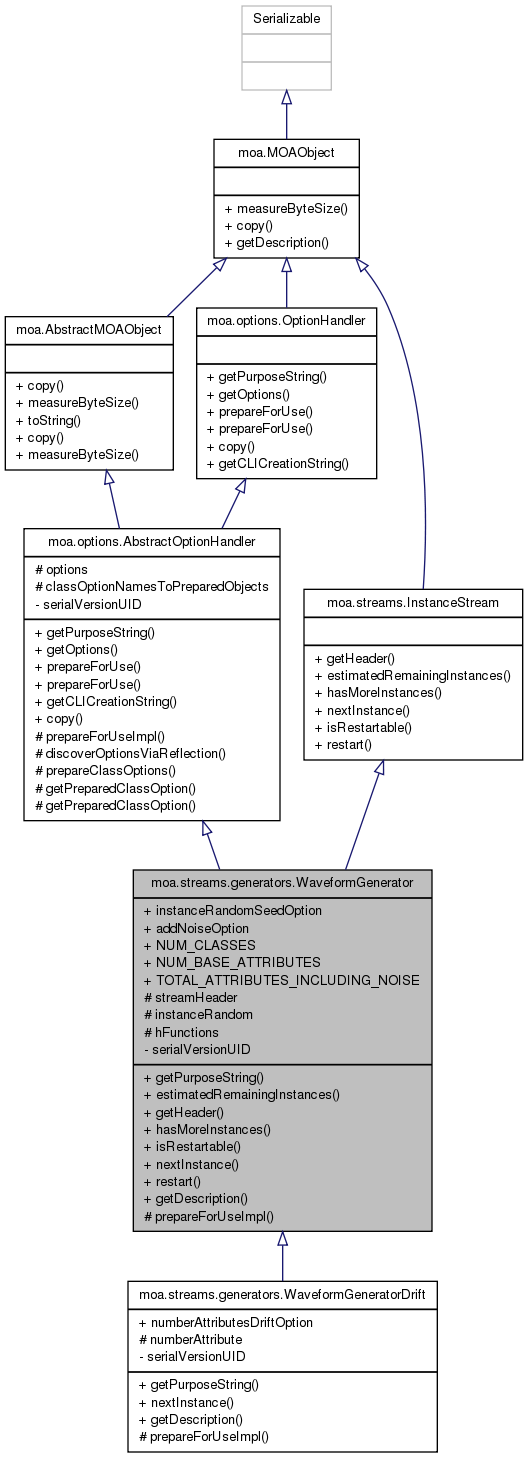 Serializable
moa.MOAObject
+ measureByteSize()
+ copy()
+ getDescription()
moa.AbstractMOAObject
+ copy()
+ measureByteSize()
+ toString()
+ copy()
+ measureByteSize()
moa.options.OptionHandler
+ getPurposeString()
+ getOptions()
+ prepareForUse()
+ prepareForUse()
+ copy()
+ getCLICreationString()
moa.options.AbstractOptionHandler
# options
# classOptionNamesToPreparedObjects
- serialVersionUID
+ getPurposeString()
+ getOptions()
+ prepareForUse()
+ prepareForUse()
+ getCLICreationString()
+ copy()
# prepareForUseImpl()
# discoverOptionsViaReflection()
# prepareClassOptions()
# getPreparedClassOption()
# getPreparedClassOption()
moa.streams.InstanceStream
+ getHeader()
+ estimatedRemainingInstances()
+ hasMoreInstances()
+ nextInstance()
+ isRestartable()
+ restart()
moa.streams.generators.WaveformGenerator
+ instanceRandomSeedOption
+ addNoiseOption
+ NUM_CLASSES
+ NUM_BASE_ATTRIBUTES
+ TOTAL_ATTRIBUTES_INCLUDING_NOISE
# streamHeader
# instanceRandom
# hFunctions
- serialVersionUID
+ getPurposeString()
+ estimatedRemainingInstances()
+ getHeader()
+ hasMoreInstances()
+ isRestartable()
+ nextInstance()
+ restart()
+ getDescription()
# prepareForUseImpl()
moa.streams.generators.WaveformGeneratorDrift
+ numberAttributesDriftOption
# numberAttribute
- serialVersionUID
+ getPurposeString()
+ nextInstance()
+ getDescription()
# prepareForUseImpl()